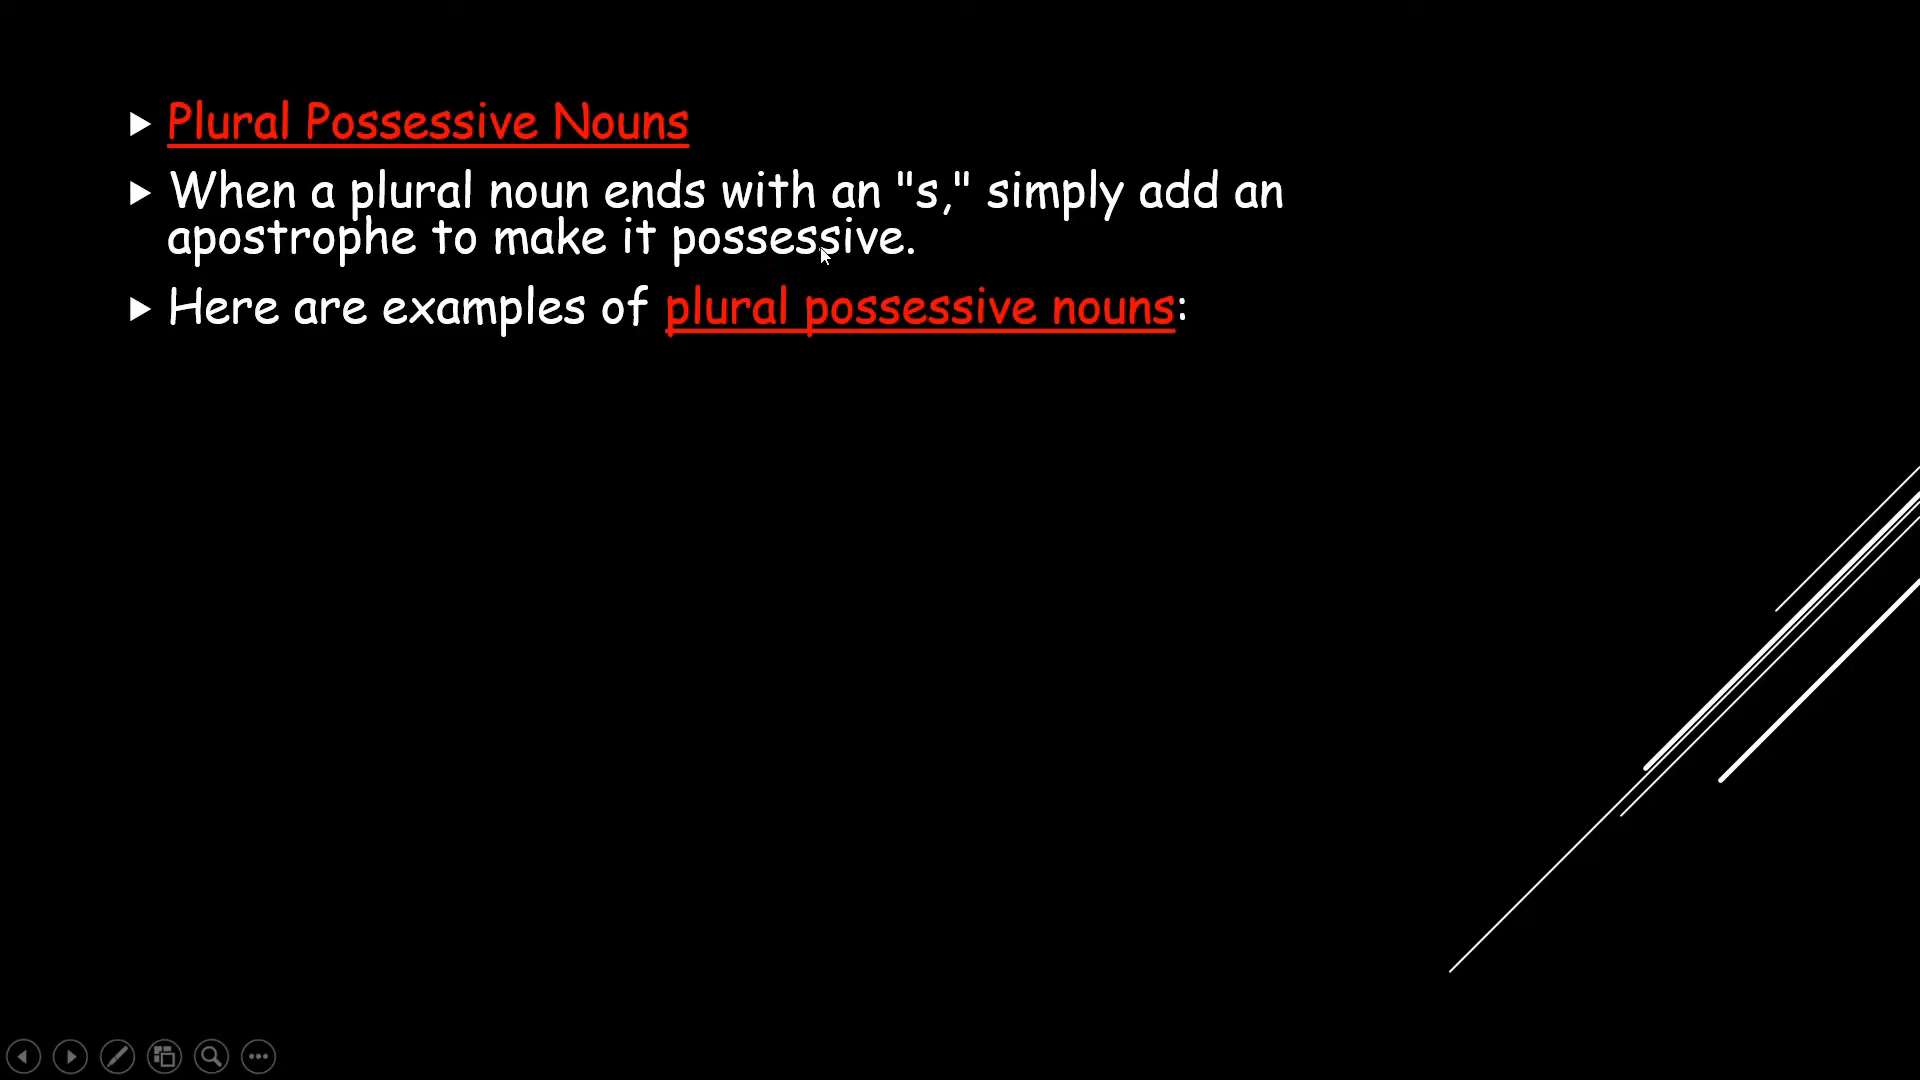 Plural Possessive Nouns
When a plural noun ends with an "s," simply add an
apostrophe to make it possessive.
Here are examples of plural possessive nouns: